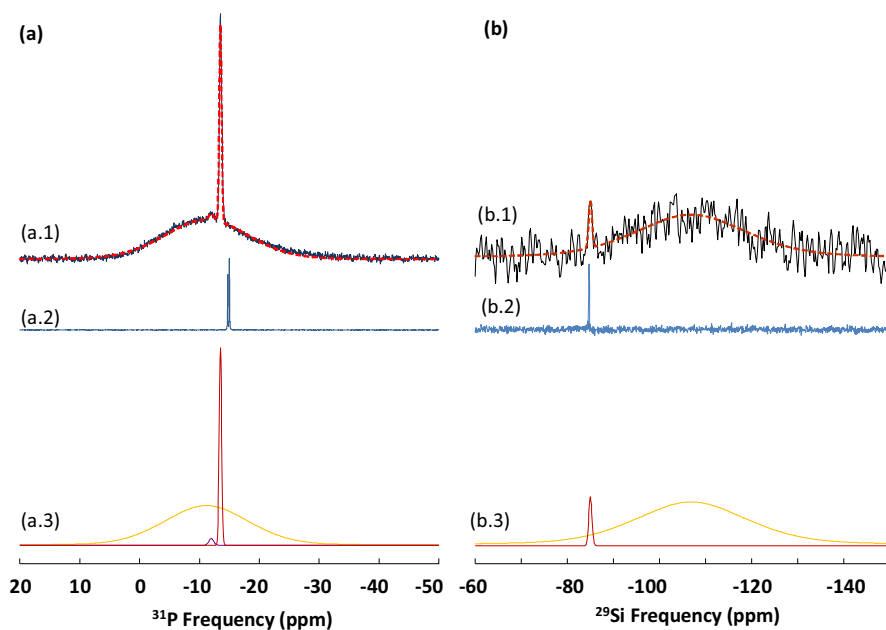 (a)
(a.1)
(a.2)
(a.3)
20 10 0 -10 -20 -30 -40 -50
³¹P Frequency (ppm)
(b)
(b.1)
(b.2)
(b.3)
-60 -80 -100 -120 -140
²⁹Si Frequency (ppm)